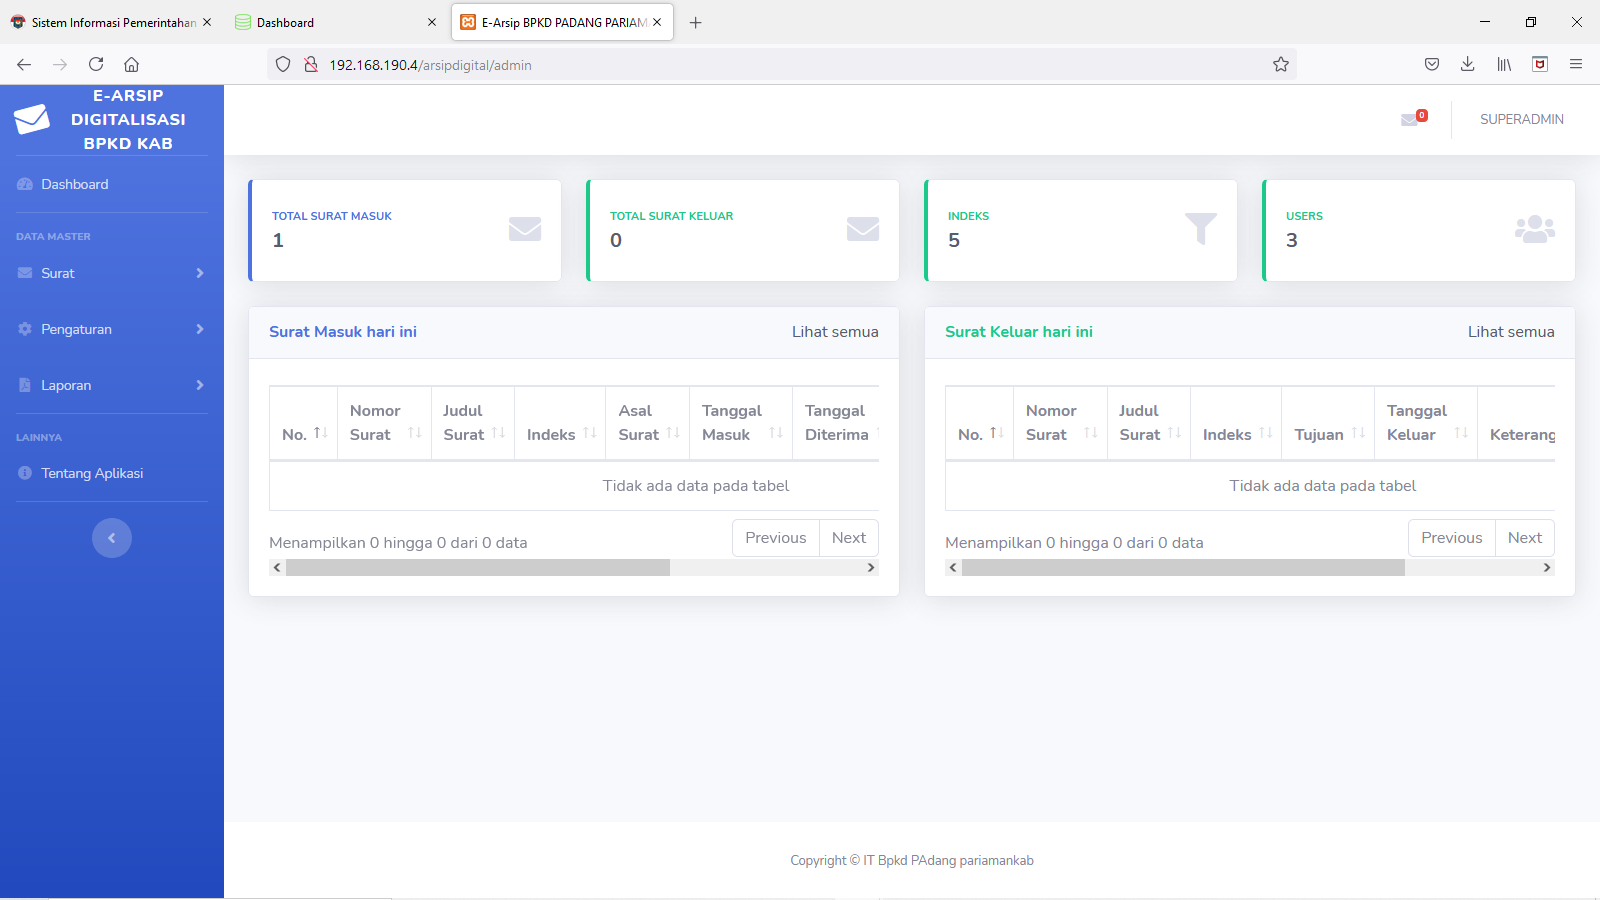 Sistem Informasi Pemerintahan
Dashboard
E-Arsip BPKD PADANG PARIAM
192.168.190.4/arsipdigital/admin
E-ARSIP
DIGITALISASI
BPKD KAB
0
SUPERADMIN
Dashboard
DATA MASTER
Surat
Pengaturan
Laporan
LAINNYA
Tentang Aplikasi
TOTAL SURAT MASUK
1
TOTAL SURAT KELUAR
0
INDEKS
5
USERS
3
Surat Masuk hari ini
Lihat semua
No. Nomor Surat Judul Surat Indeks Asal Surat Tanggal Masuk Tanggal Diterima
Tidak ada data pada tabel
Menampilkan 0 hingga 0 dari 0 data
Previous Next
Surat Keluar hari ini
Lihat semua
No. Nomor Surat Judul Surat Indeks Tujuan Tanggal Keluar Keterang
Tidak ada data pada tabel
Menampilkan 0 hingga 0 dari 0 data
Previous Next
Copyright © IT Bpkd PAdang pariamankab